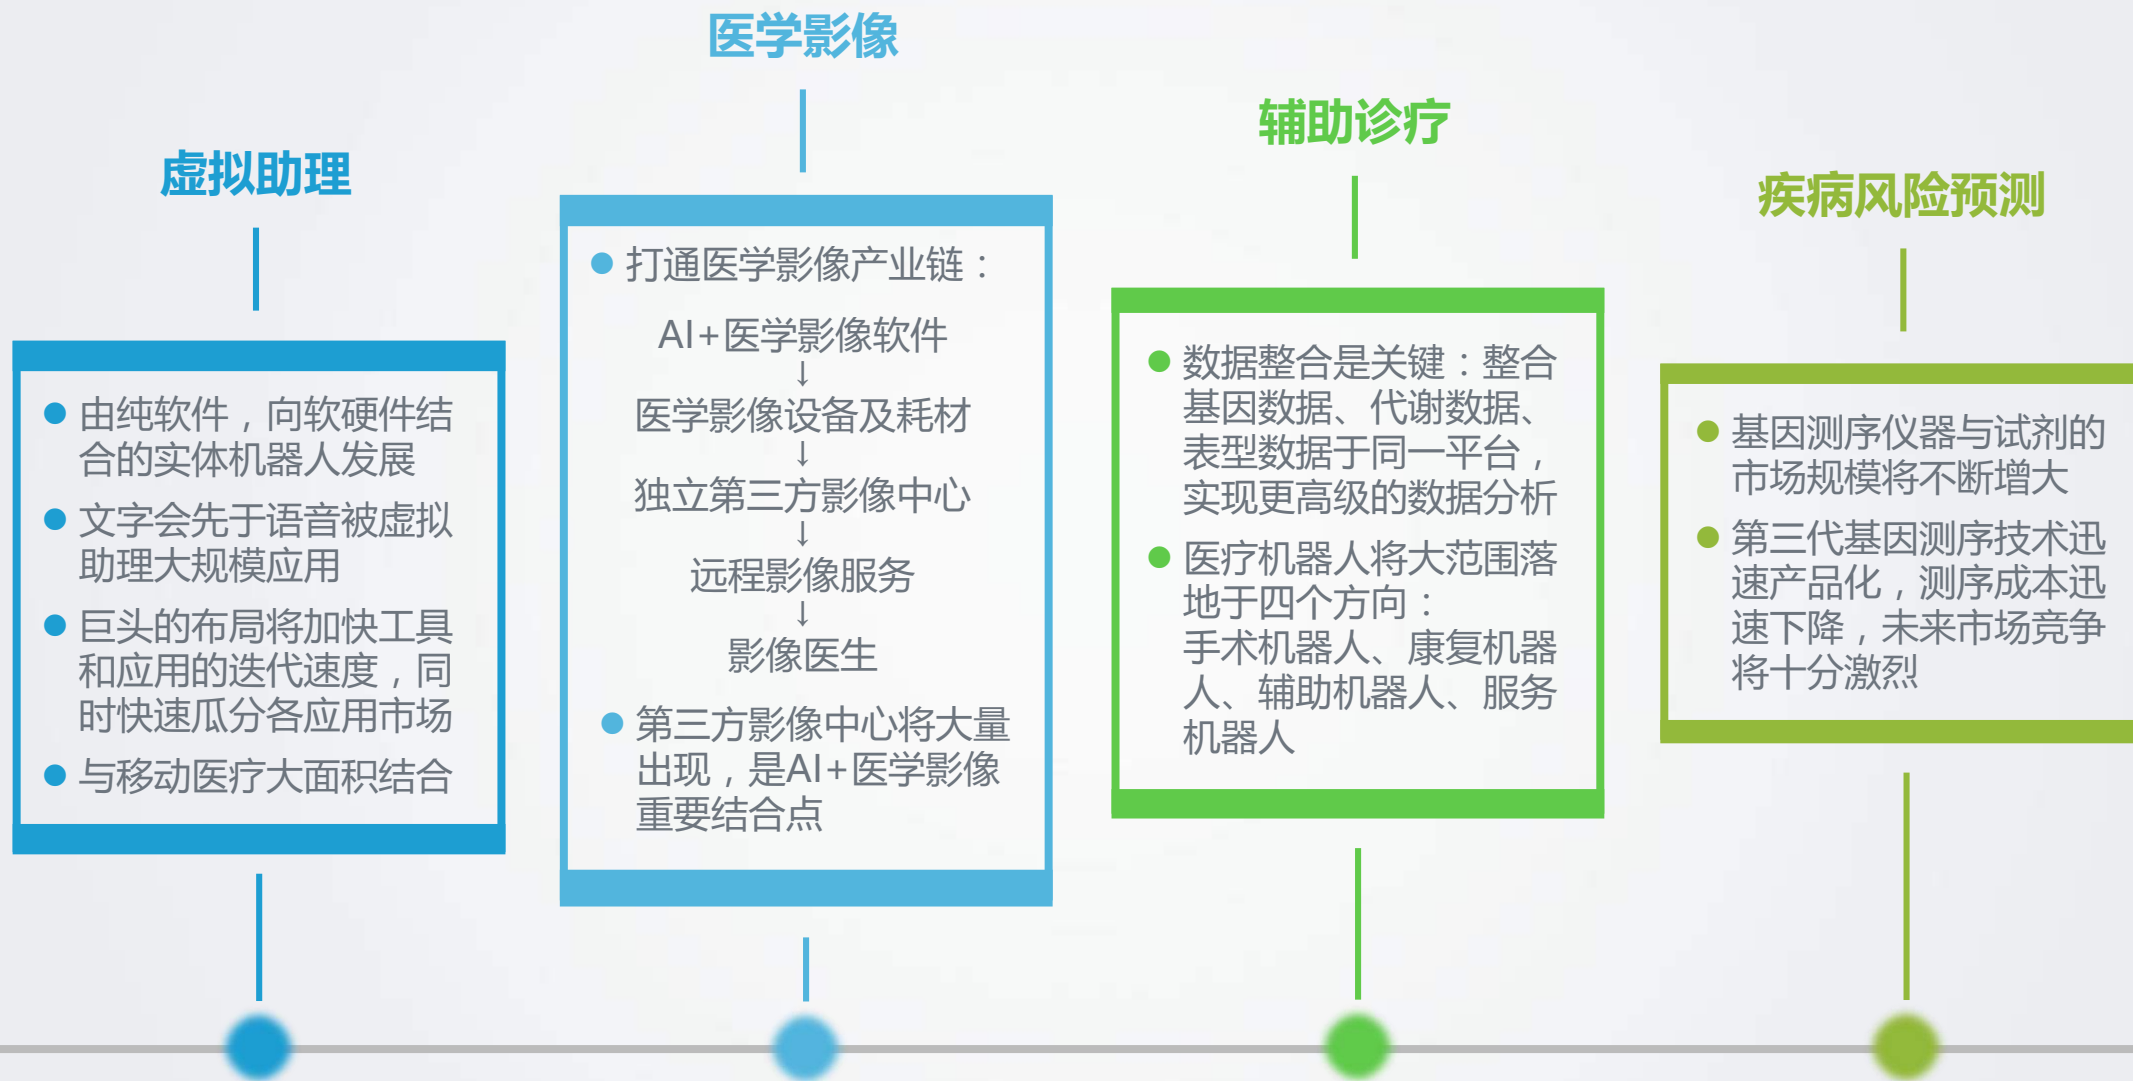 虚拟助理
由纯软件，向软硬件结
合的实体机器人发展
文字会先于语音被虚拟
助理大规模应用
巨头的布局将加快工具
和应用的迭代速度，同
时快速瓜分各应用市场
与移动医疗大面积结合
医学影像
打通医学影像产业链：
AI+医学影像软件
↓
医学影像设备及耗材
↓
独立第三方影像中心
↓
远程影像服务
↓
影像医生
第三方影像中心将大量
出现，是AI+医学影像
重要结合点
辅助诊疗
数据整合是关键：整合
基因数据、代谢数据、
表型数据于同一平台，
实现更高级的数据分析
医疗机器人将大范围落
地于四个方向：
手术机器人、康复机器
人、辅助机器人、服务
机器人
疾病风险预测
基因测序仪器与试剂的
市场规模将不断增大
第三代基因测序技术迅
速产品化，测序成本迅
速下降，未来市场竞争
将十分激烈